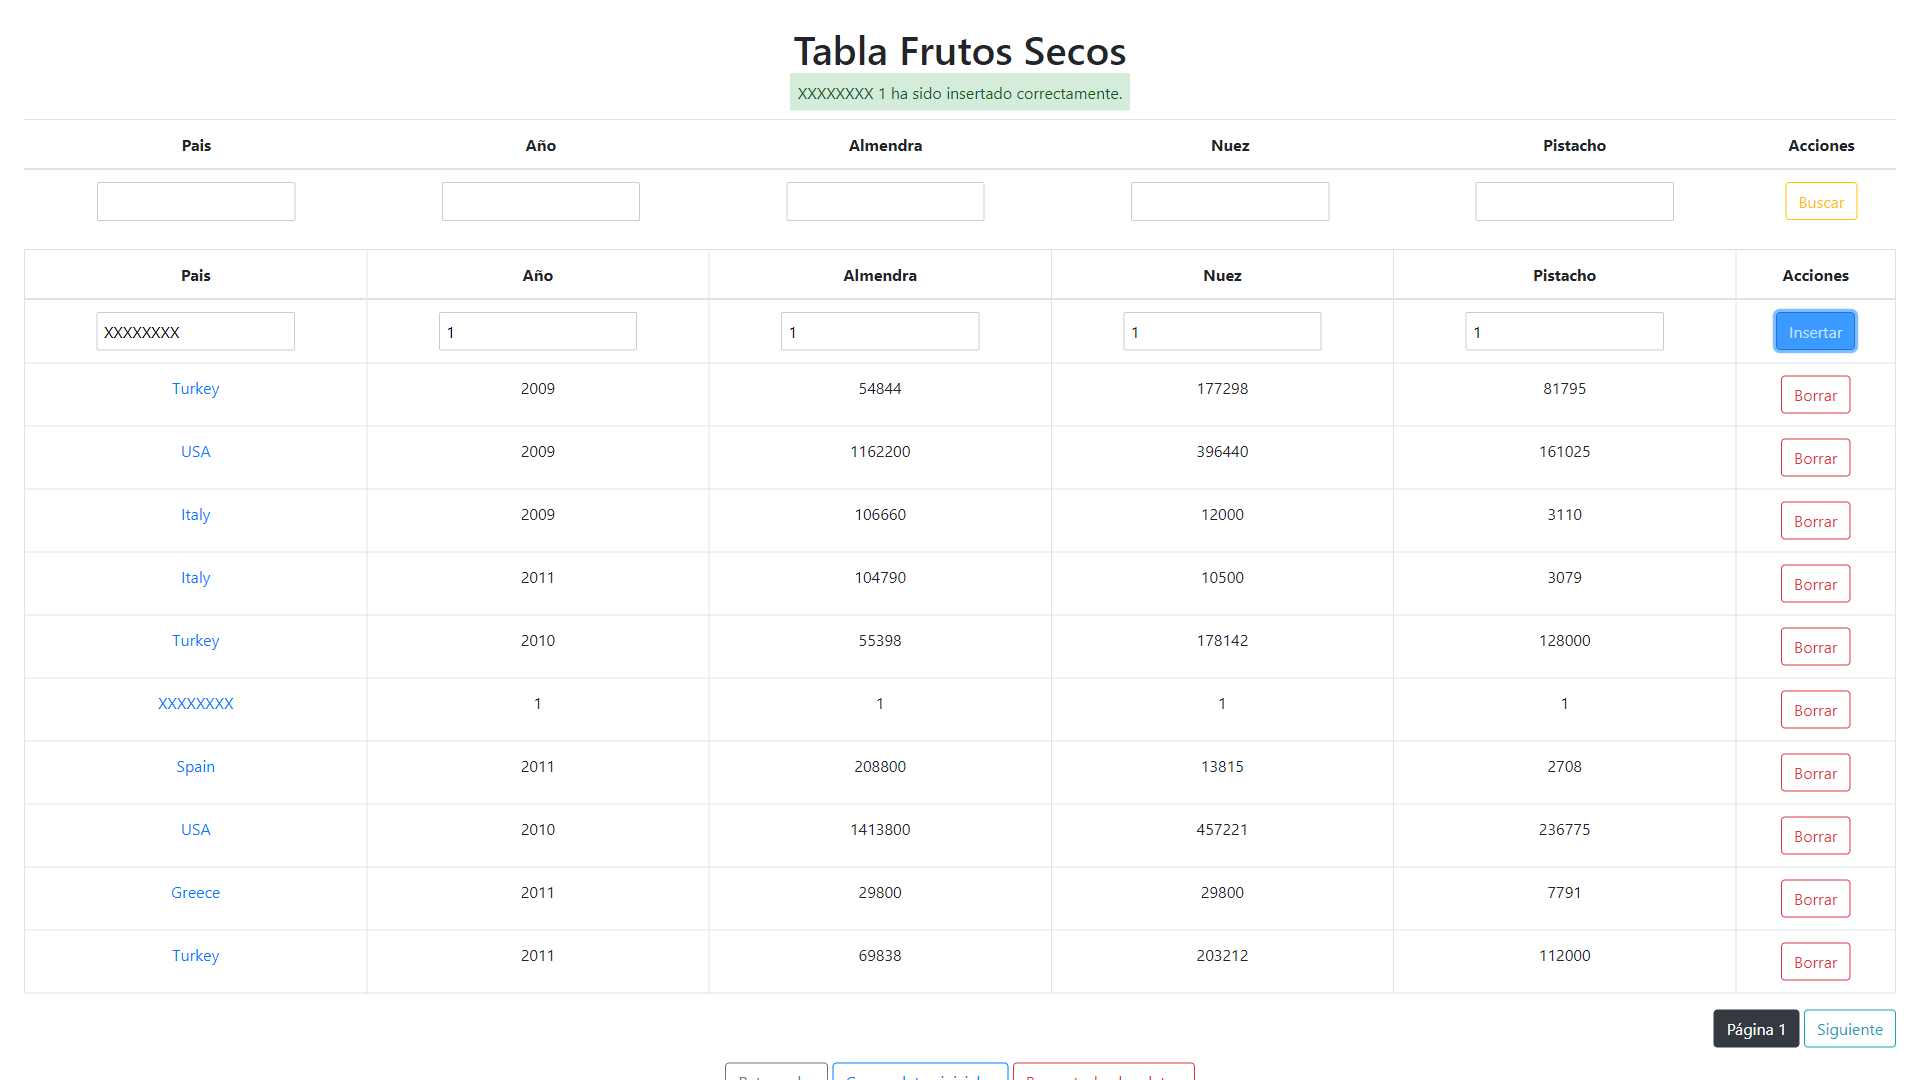 Tabla Frutos Secos
XXXXXXXX 1 ha sido insertado correctamente.
Pais Año Almendra Nuez Pistacho Acciones
Buscar
Pais Año Almendra Nuez Pistacho Acciones
XXXXXXXX 1 1 1 1 Insertar
Turkey 2009 54844 177298 81795 Borrar
USA 2009 1162200 396440 161025 Borrar
Italy 2009 106660 12000 3110 Borrar
Italy 2011 104790 10500 3079 Borrar
Turkey 2010 55398 178142 128000 Borrar
XXXXXXXX 1 1 1 1 Borrar
Spain 2011 208800 13815 2708 Borrar
USA 2010 1413800 457221 236775 Borrar
Greece 2011 29800 29800 7791 Borrar
Turkey 2011 69838 203212 112000 Borrar
Página 1 Siguiente